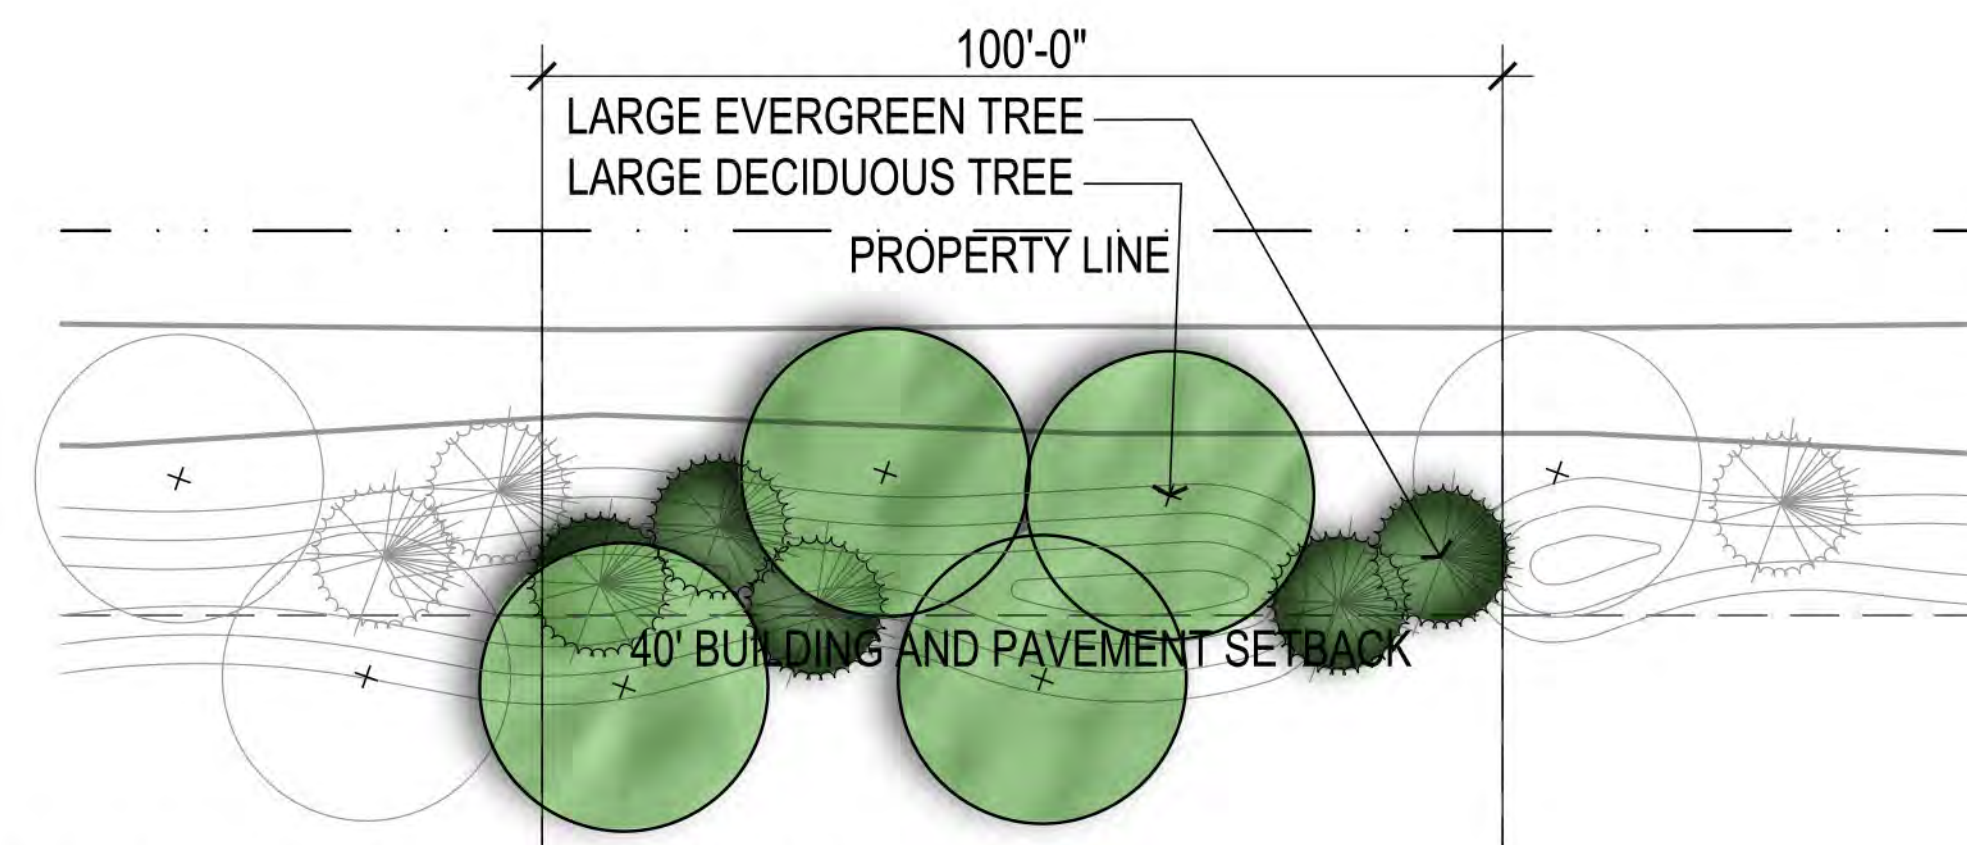 100'-0"
LARGE EVERGREEN TREE
LARGE DECIDUOUS TREE
PROPERTY LINE
40' BUILDING AND PAVEMENT SETBACK